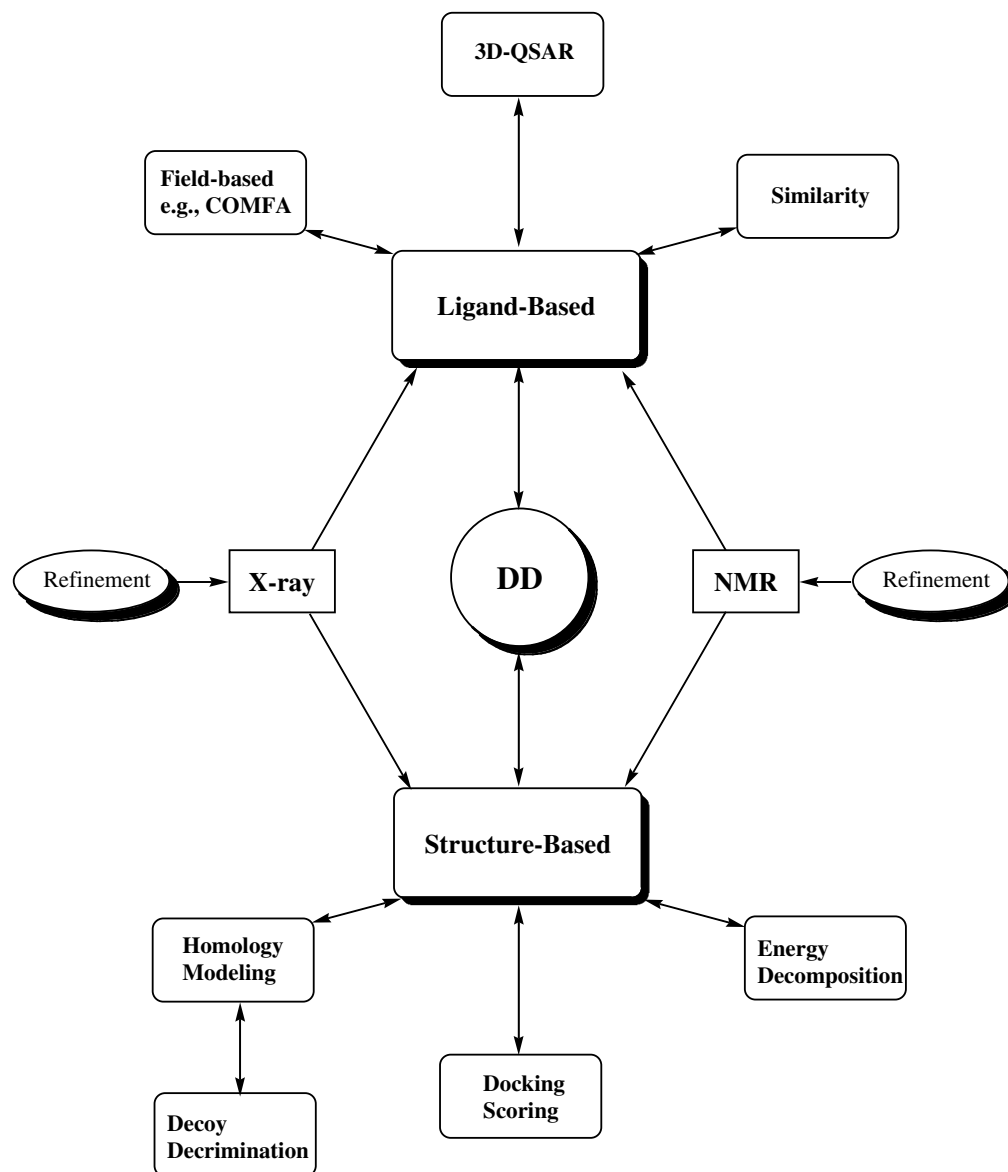 3D-QSAR
Field-based
e.g., COMFA
Similarity
Ligand-Based
Refinement
X-ray
DD
NMR
Refinement
Structure-Based
Homology
Modeling
Energy
Decomposition
Docking
Scoring
Decoy
Decrimination